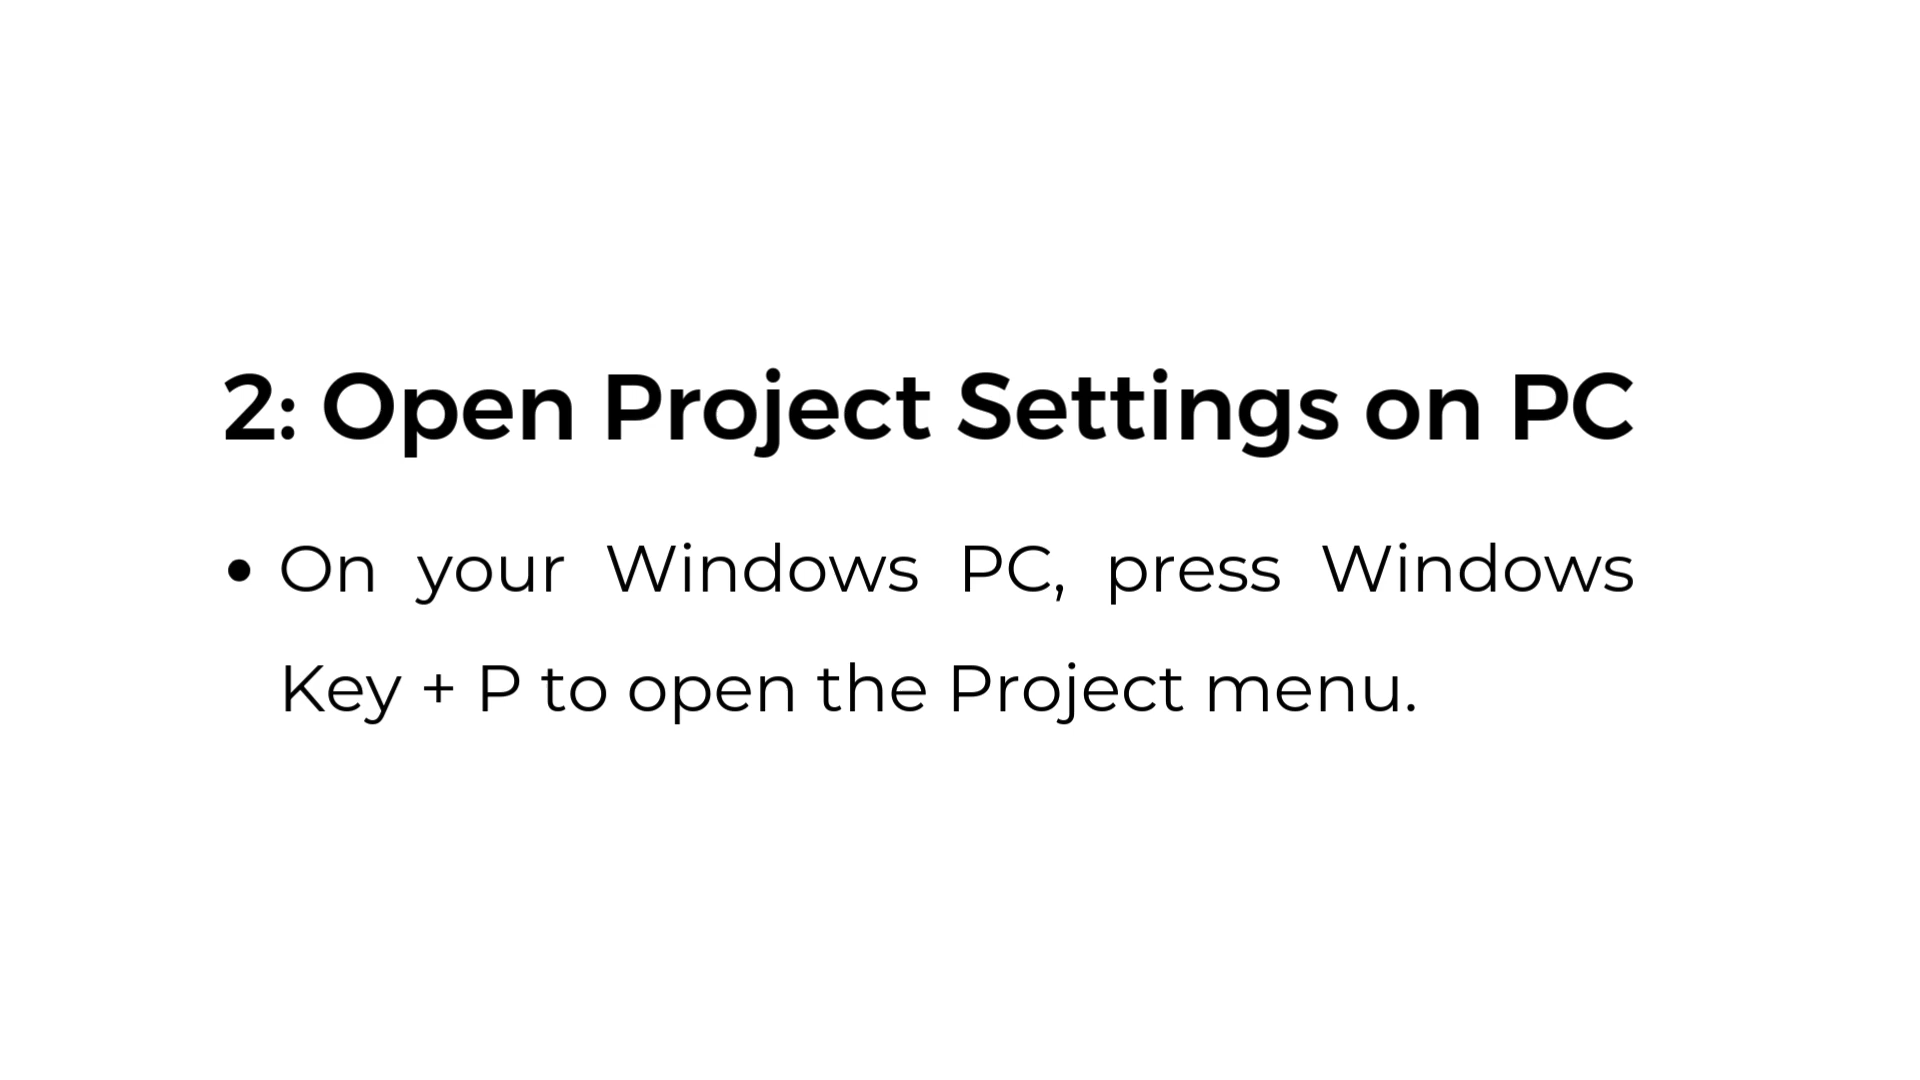 2: Open Project Settings on PC
• On your Windows PC, press Windows
Key + P to open the Project menu.